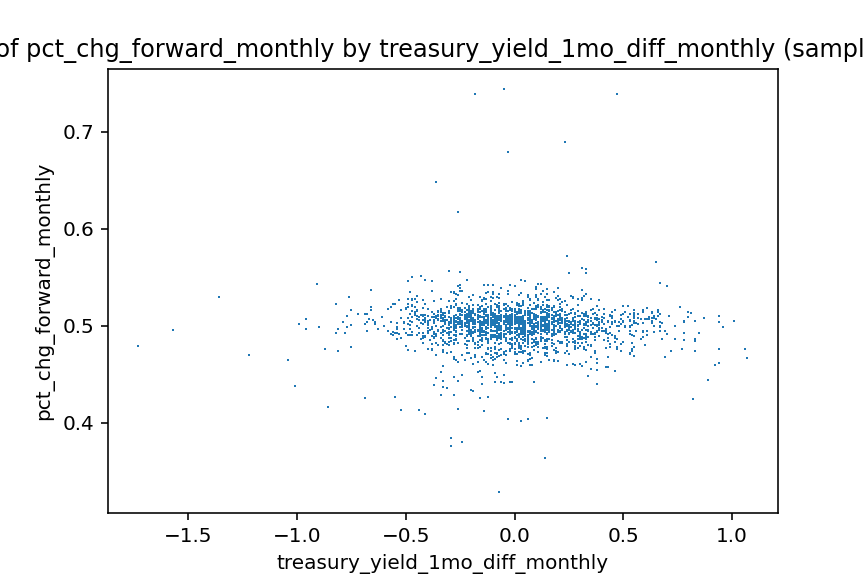 of pct_chg_forward_monthly by treasury_yield_1mo_diff_monthly (sampl
0.7
0.6
0.5
0.4
pct_chg_forward_monthly
−1.5 −1.0 −0.5 0.0 0.5 1.0
treasury_yield_1mo_diff_monthly